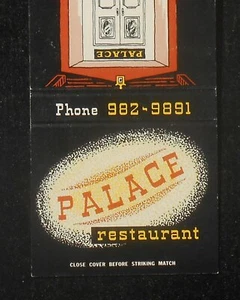 PALACE
Phone 982-9891
PALACE
restaurant
CLOSE COVER BEFORE STRIKING MATCH